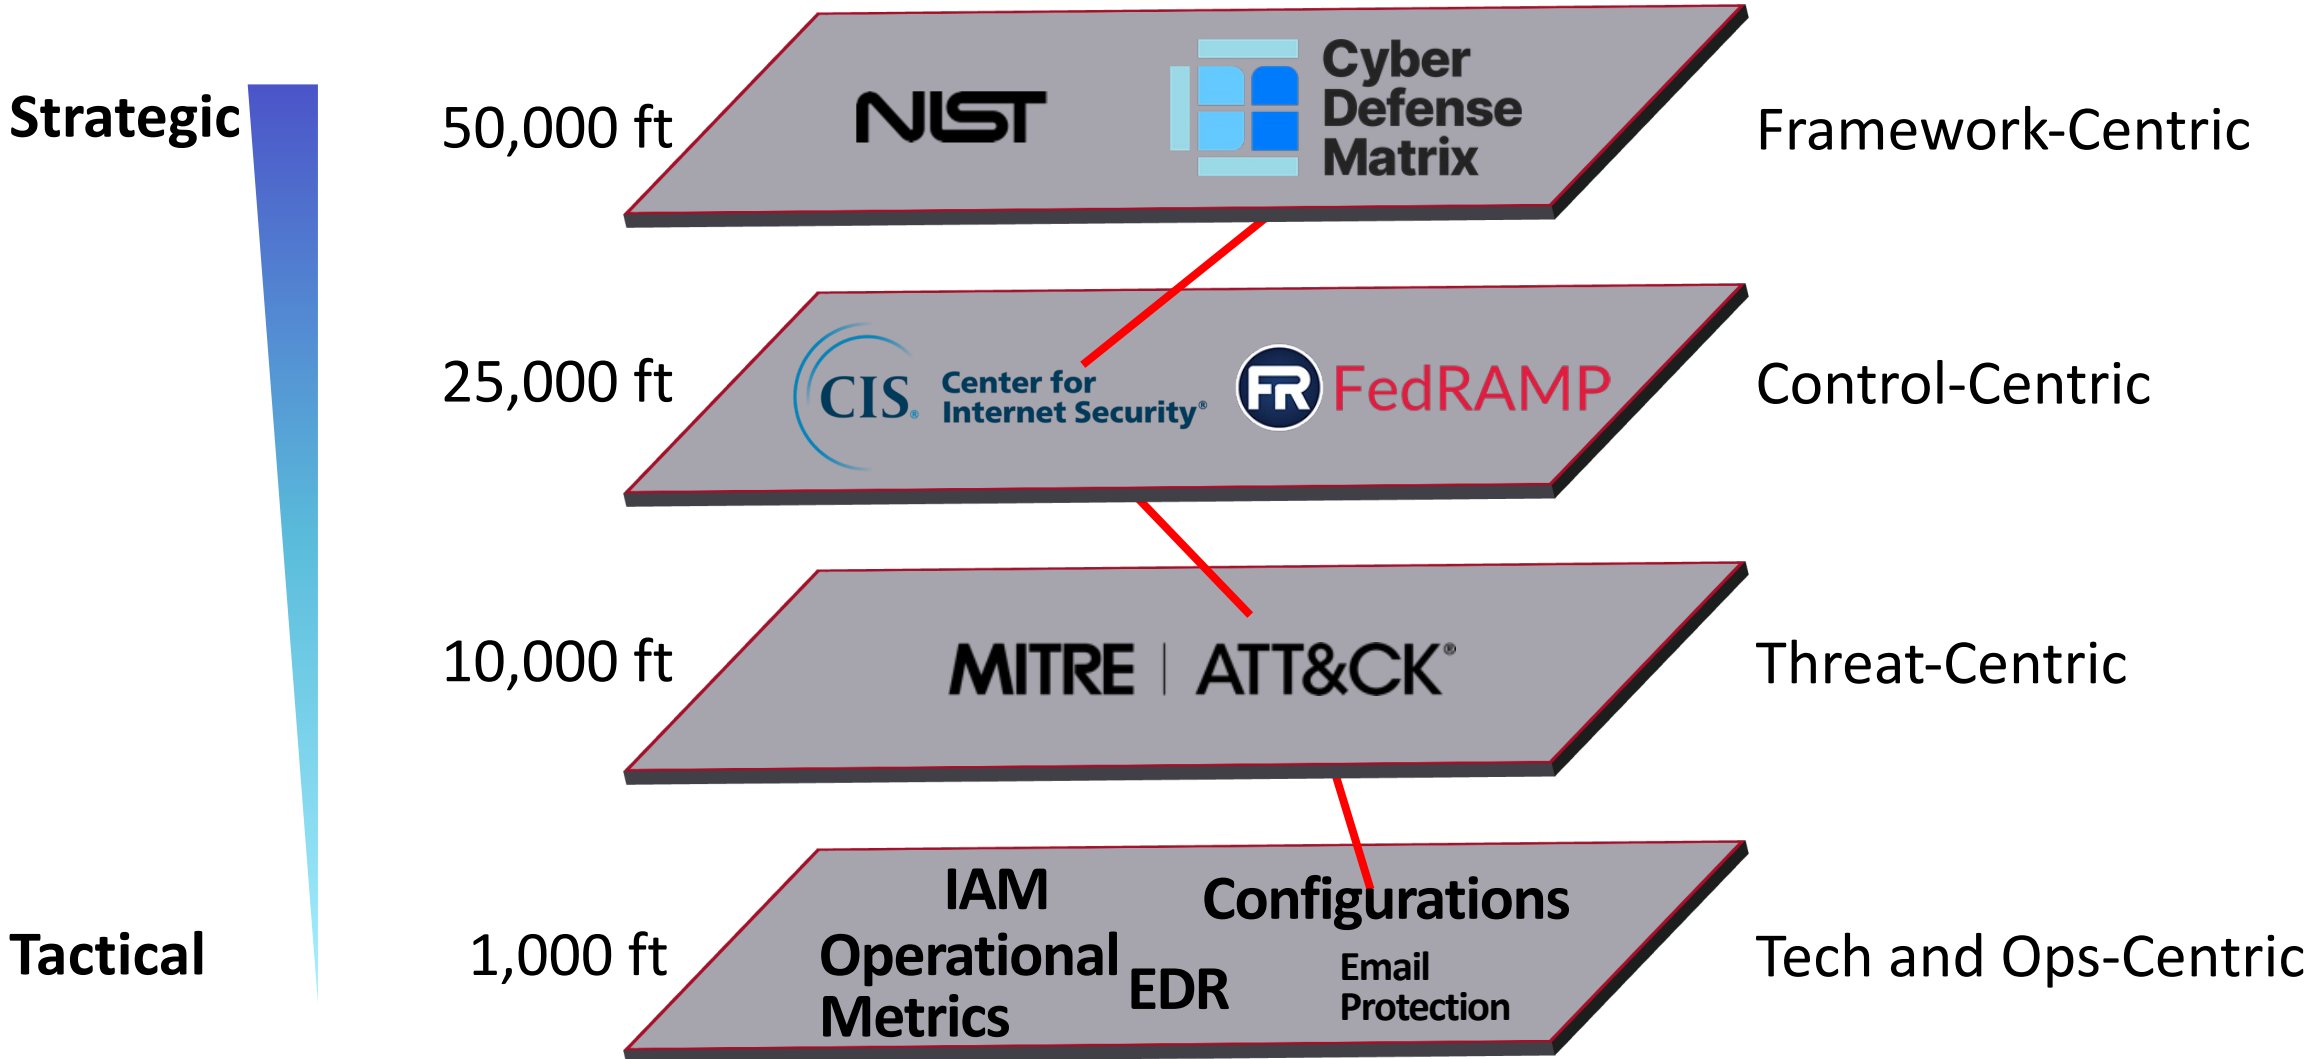 Strategic
50,000 ft
NIST
Cyber
Defense
Matrix
Framework-Centric
25,000 ft
CIS®
Center for
Internet Security®
FR FedRAMP
Control-Centric
10,000 ft
MITRE | ATT&CK®
Threat-Centric
Tactical
1,000 ft
IAM
Configurations
Operational
Metrics
EDR
Email
Protection
Tech and Ops-Centric